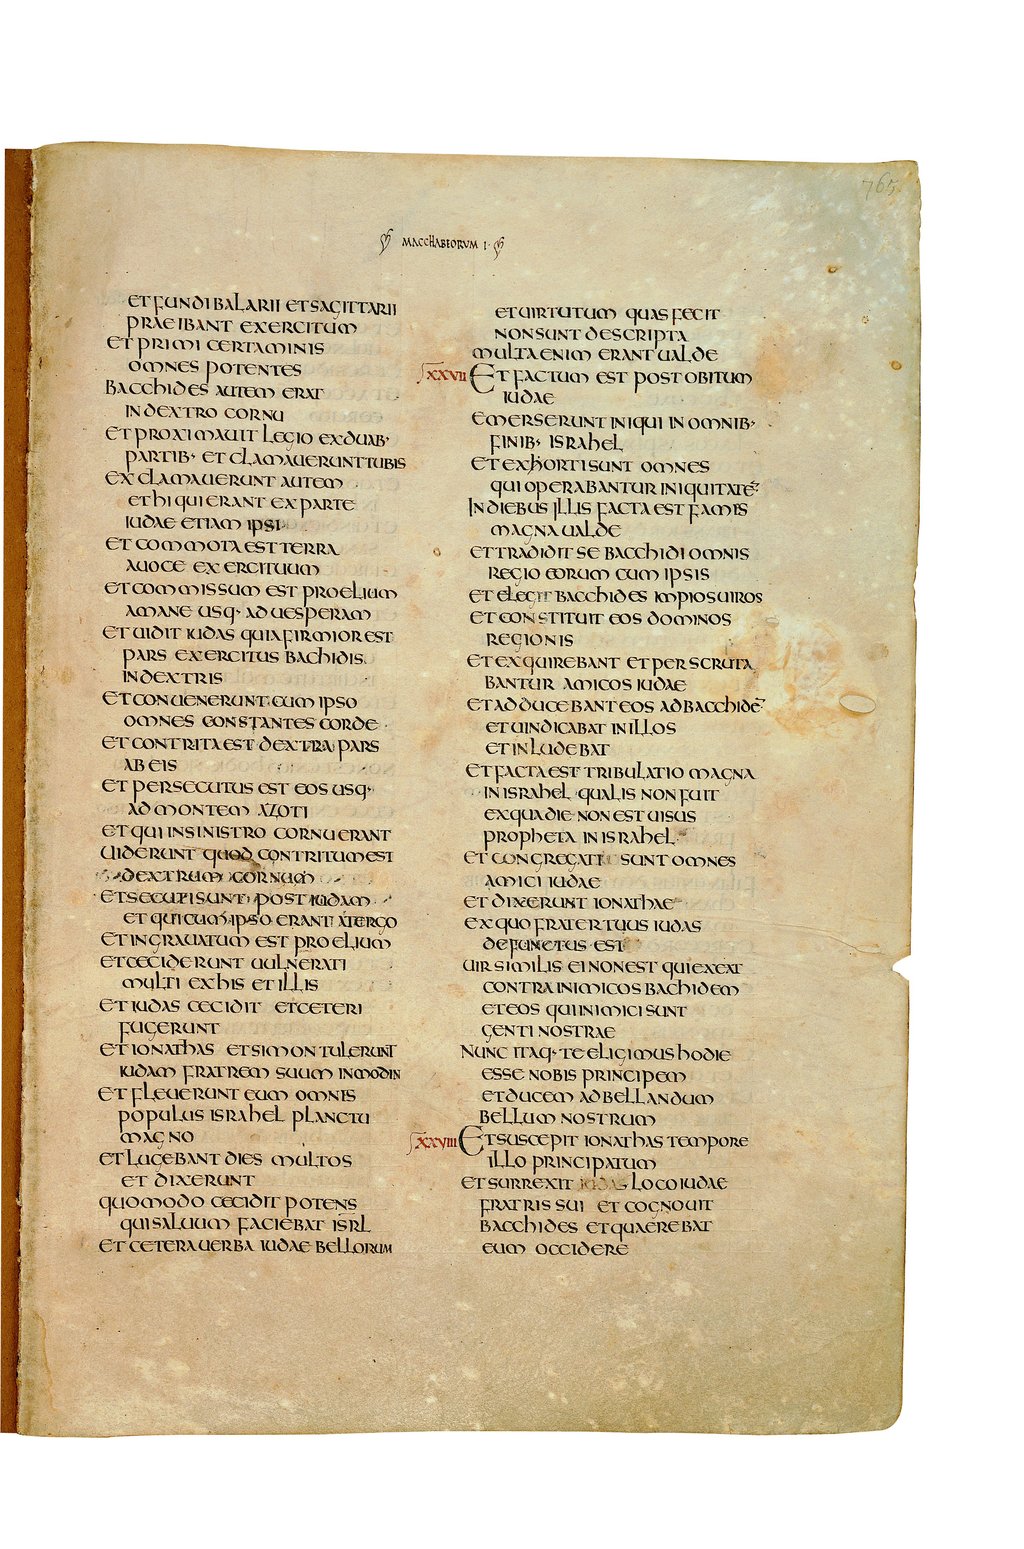 765
MACCHABEORUM I ·
ET FUNDIBALARII ET SAGITTARII
PRAEIBANT EXERCITUM
ET PRIMI CERTAMINIS
OMNES POTENTES
BACCHIDES AUTEM ERAT
IN DEXTRO CORNU
ET PROXIMAUIT LEGIO EX DUAB·
PARTIB· ET CLAMAUERUNT TUBIS
EXCLAMAUERUNT AUTEM
ET HI QUI ERANT EX PARTE
IUDAE ETIAM IPSI
ET COMMOTA EST TERRA
A UOCE EXERCITUUM
ET COMMISSUM EST PROELIUM
A MANE USQ· AD UESPERAM
ET UIDIT IUDAS QUIA FIRMIOR EST
PARS EXERCITUS BACHIDIS
IN DEXTRIS
ET CONUENERUNT CUM IPSO
OMNES CONSTANTES CORDE
ET CONTRITA EST DEXTRA PARS
AB EIS
ET PERSECUTUS EST EOS USQ·
AD MONTEM AZOTI
ET QUI IN SINISTRO CORNU ERANT
UIDERUNT QUOD CONTRITUM EST
DEXTRUM CORNUM
ET SECUTI SUNT POST IUDAM
ET QUI CUM IPSO ERANT A TERGO
ET INGRAUATUM EST PROELIUM
ET CECIDERUNT UULNERATI
MULTI EX HIS ET ILLIS
ET IUDAS CECIDIT ET CETERI
FUGERUNT
ET IONATHAS ET SIMON TULERUNT
IUDAM FRATREM SUUM IN MODIN
ET FLEUERUNT EUM OMNIS
POPULUS ISRAHEL PLANCTU
MAGNO
ET LUGEBANT DIES MULTOS
ET DIXERUNT
QUOMODO CECIDIT POTENS
QUI SALUUM FACIEBAT ISRL
ET CETERA UERBA IUDAE BELLORUM
ET UIRTUTUM QUAS FECIT
NON SUNT DESCRIPTA
MULTA ENIM ERANT UALDE
XXVII ET FACTUM EST POST OBITUM
IUDAE
EMERSERUNT INIQUI IN OMNIB·
FINIB· ISRAHEL
ET EXHORTI SUNT OMNES
QUI OPERABANTUR INIQUITATĒ
IN DIEBUS ILLIS FACTA EST FAMIS
MAGNA UALDE
ET TRADIDIT SE BACCHIDI OMNIS
REGIO EORUM CUM IPSIS
ET ELEGIT BACCHIDES IMPIOS UIROS
ET CONSTITUIT EOS DOMINOS
REGIONIS
ET EXQUIREBANT ET PERSCRUTA
BANTUR AMICOS IUDAE
ET ADDUCEBANT EOS AD BACCHIDĒ
ET UINDICABAT IN ILLOS
ET INLUDEBAT
ET FACTA EST TRIBULATIO MAGNA
IN ISRAHEL QUALIS NON FUIT
EX QUA DIE NON EST UISUS
PROPHETA IN ISRAHEL
ET CONGREGATI SUNT OMNES
AMICI IUDAE
ET DIXERUNT IONATHAE
EX QUO FRATER TUUS IUDAS
DEFUNCTUS EST
UIR SIMILIS EI NON EST QUI EXEAT
CONTRA INIMICOS BACHIDEM
ET EOS QUI INIMICI SUNT
GENTI NOSTRAE
NUNC ITAQ· TE ELIGIMUS HODIE
ESSE NOBIS PRINCIPEM
ET DUCEM AD BELLANDUM
BELLUM NOSTRUM
XXVIII ET SUSCEPIT IONATHAS TEMPORE
ILLO PRINCIPATUM
ET SURREXIT LOCO IUDAE
FRATRIS SUI ET COGNOUIT
BACCHIDES ET QUAEREBAT
EUM OCCIDERE